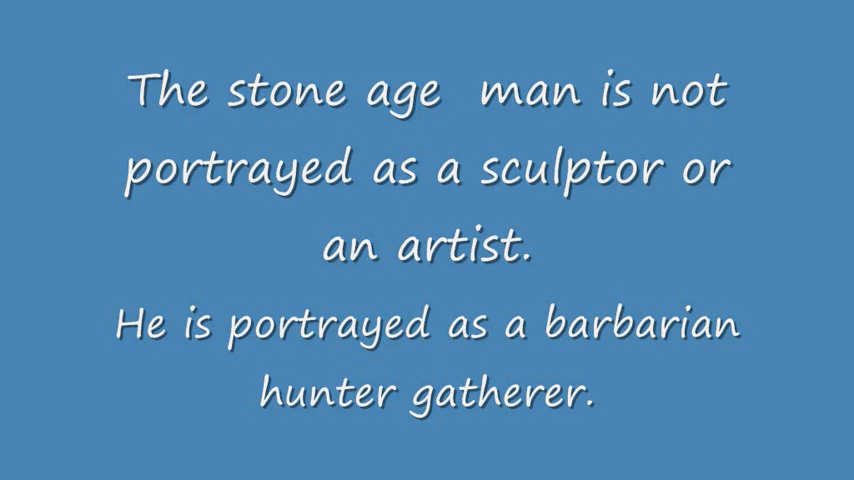 The stone age  man is not
portrayed as a sculptor or
an artist.
He is portrayed as a barbarian
hunter gatherer.